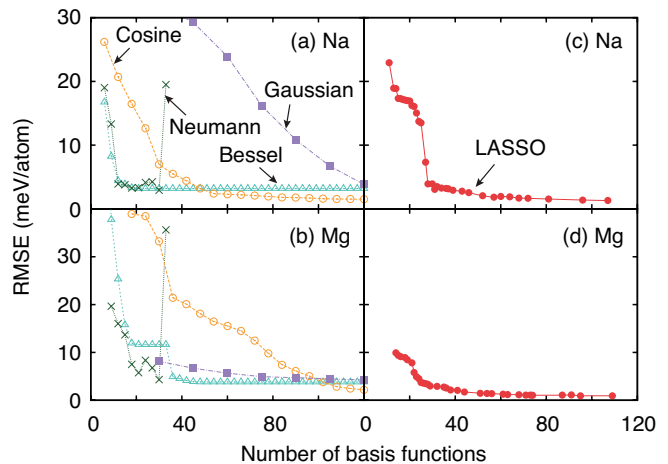 (a) Na
(c) Na
Cosine
Gaussian
Neumann
Bessel
LASSO
30
20
10
0
(b) Mg
(d) Mg
30
20
10
0
RMSE (meV/atom)
0 40 80 0 40 80 120
Number of basis functions